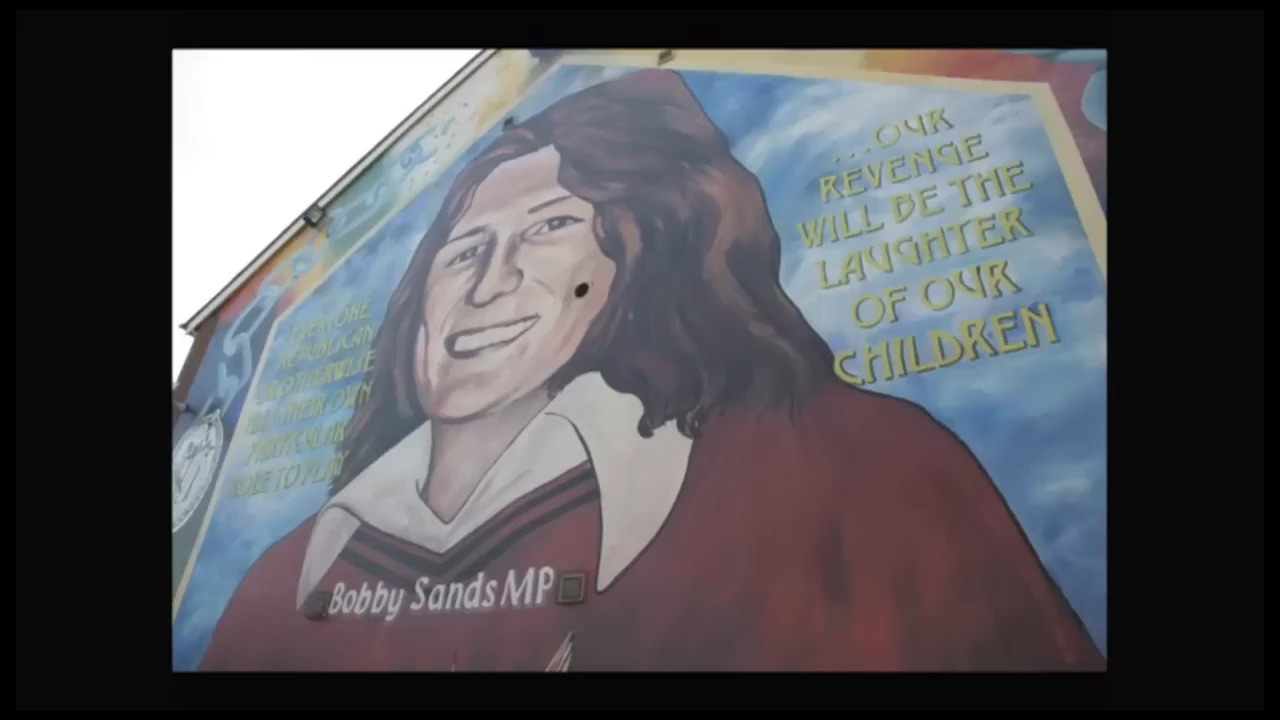 ...OUR
REVENGE
WILL BE THE
LAUGHTER
OF OUR
CHILDREN
EVERYONE
REPUBLICAN
OR OTHERWISE
HAS THEIR OWN
PARTICULAR
ROLE TO PLAY
Bobby Sands MP